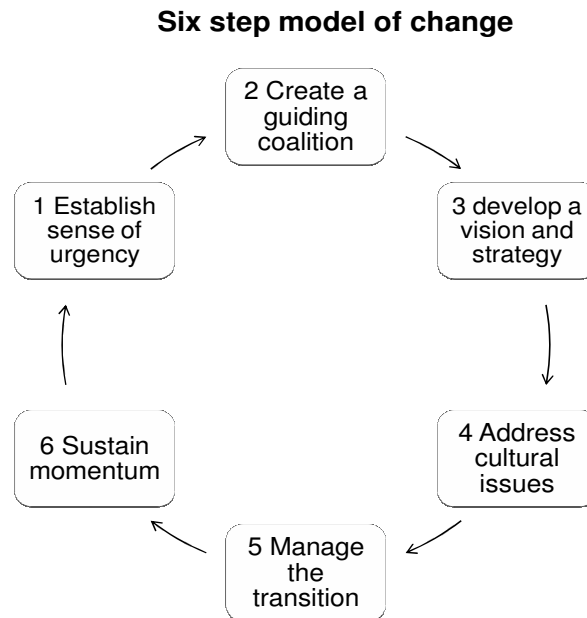 Six step model of change
1 Establish
sense of
urgency
2 Create a
guiding
coalition
3 develop a
vision and
strategy
4 Address
cultural
issues
5 Manage
the
transition
6 Sustain
momentum